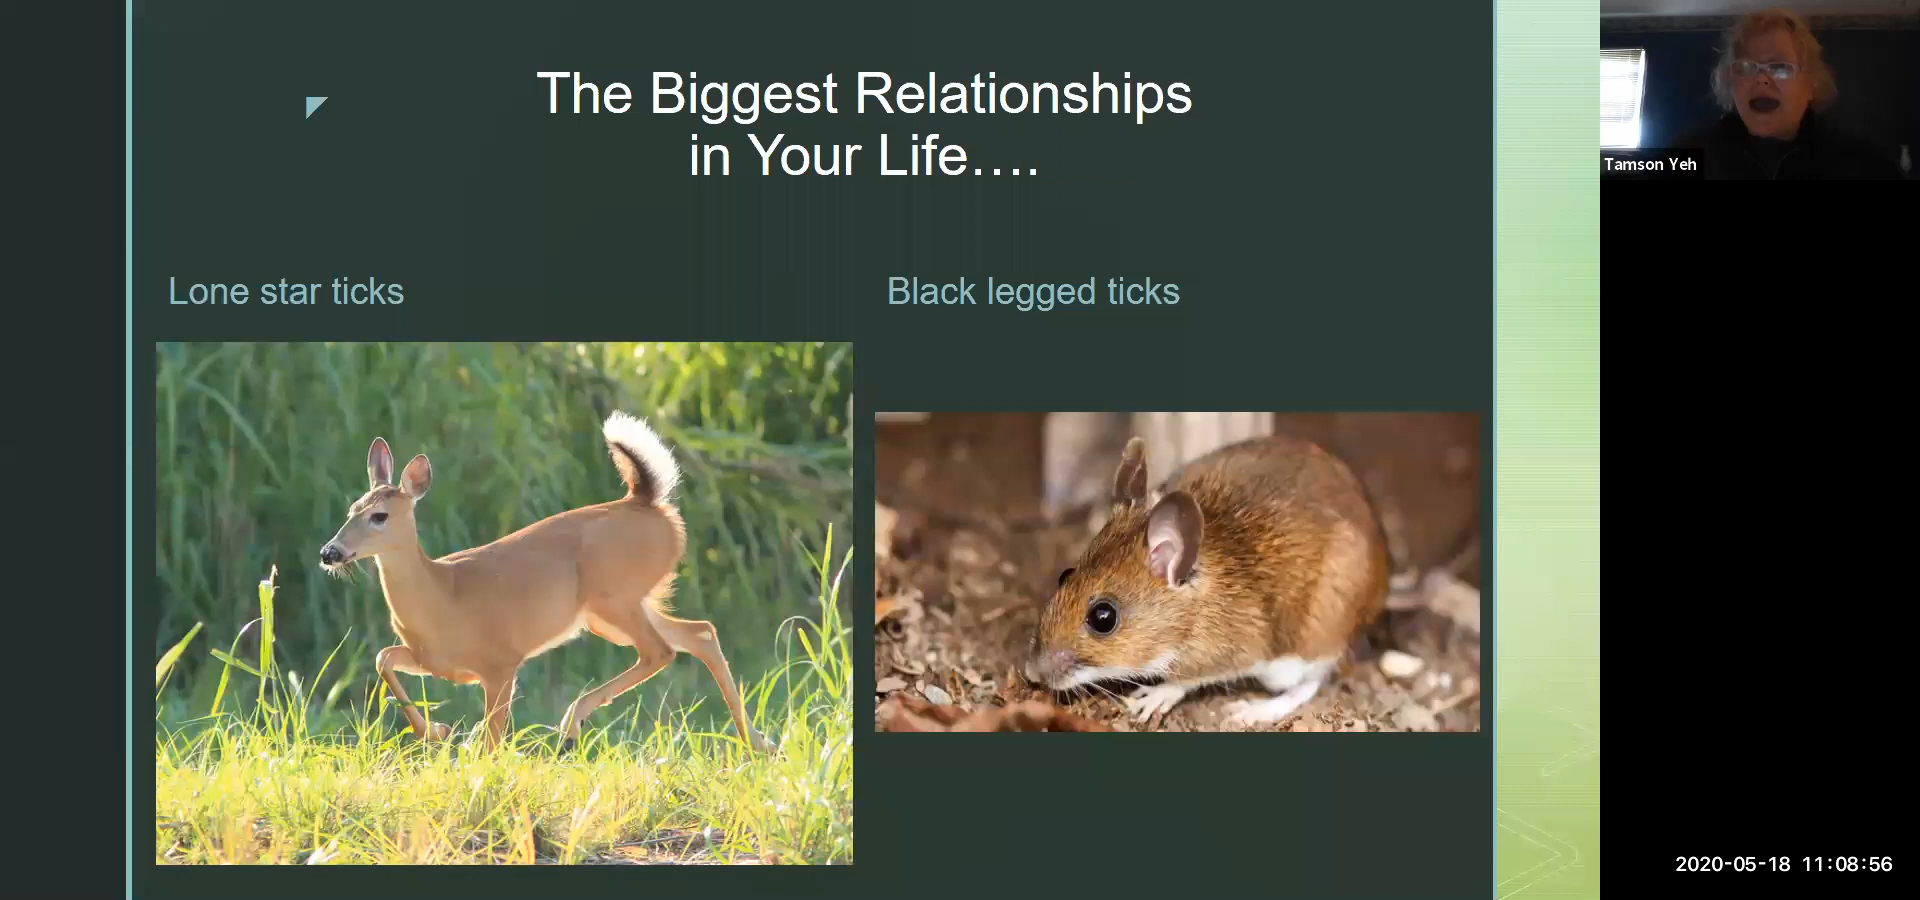 The Biggest Relationships
in Your Life....
Lone star ticks
Black legged ticks
Tamson Yeh
2020-05-18 11:08:56